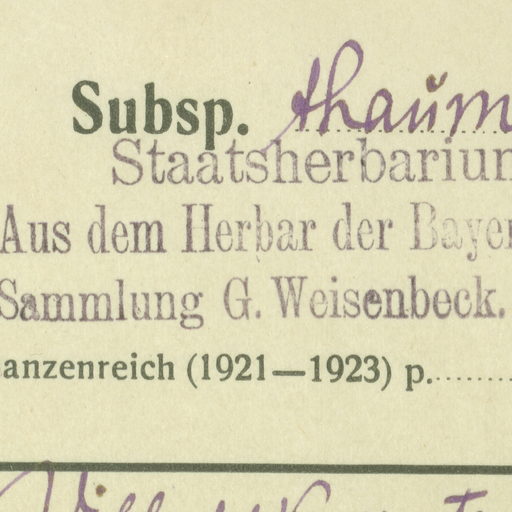 Subsp. thaum
Staatsherbarium
Aus dem Herbar der Bayer
Sammlung G. Weisenbeck.
anzenreich (1921—1923) p.